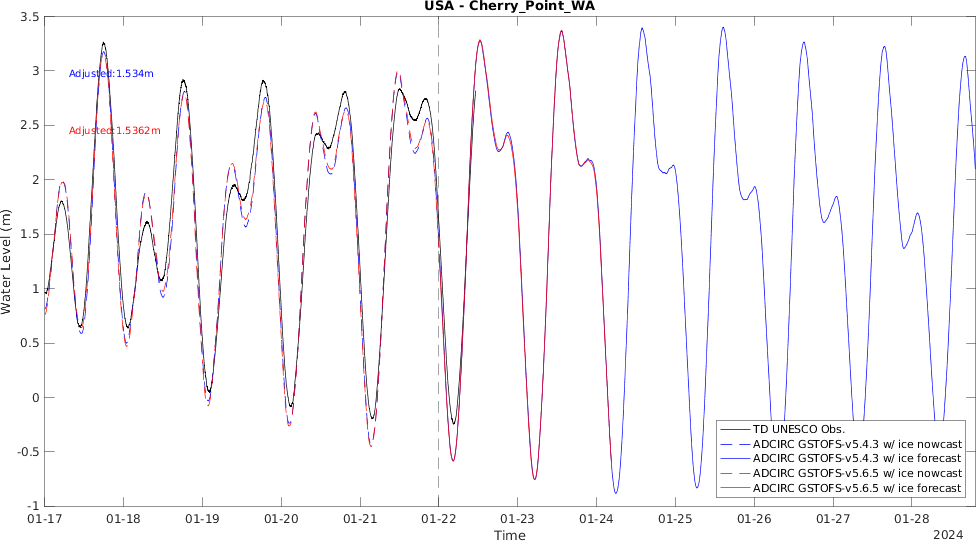 USA - Cherry_Point_WA
3.5
3
2.5
2
1.5
1
0.5
0
-0.5
-1
Water Level (m)
Adjusted:1.534m
Adjusted:1.5362m
TD UNESCO Obs.
ADCIRC GSTOFS-v5.4.3 w/ ice nowcast
ADCIRC GSTOFS-v5.4.3 w/ ice forecast
ADCIRC GSTOFS-v5.6.5 w/ ice nowcast
ADCIRC GSTOFS-v5.6.5 w/ ice forecast
01-17 01-18 01-19 01-20 01-21 01-22 01-23 01-24 01-25 01-26 01-27 01-28
Time
2024